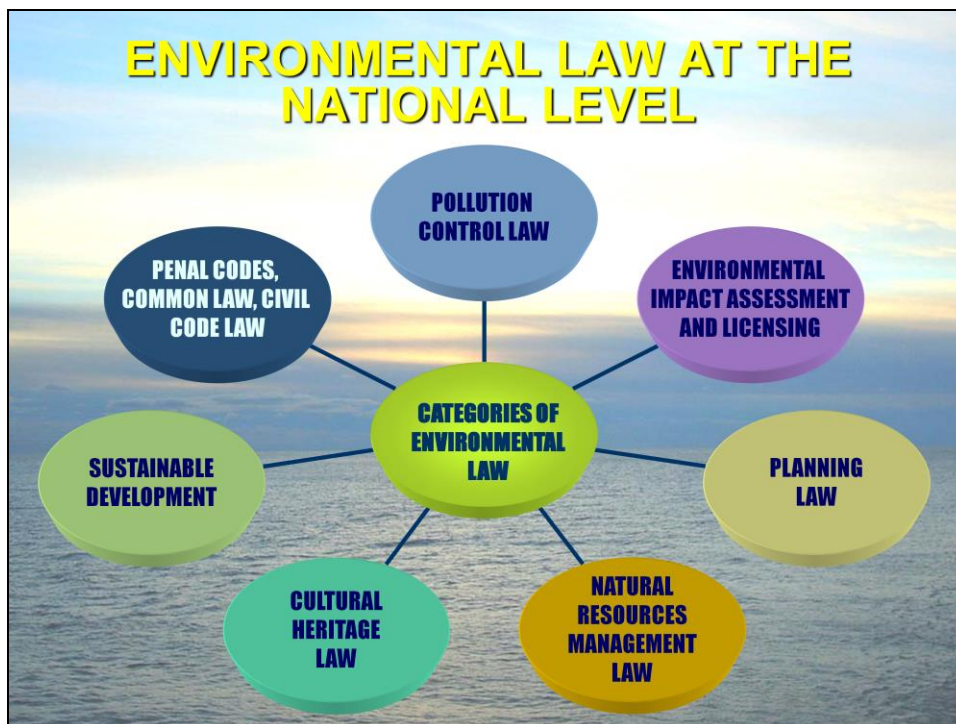 ENVIRONMENTAL LAW AT THE
NATIONAL LEVEL
POLLUTION
CONTROL LAW
PENAL CODES,
COMMON LAW, CIVIL
CODE LAW
ENVIRONMENTAL
IMPACT ASSESSMENT
AND LICENSING
CATEGORIES OF
ENVIRONMENTAL
LAW
SUSTAINABLE
DEVELOPMENT
PLANNING
LAW
CULTURAL
HERITAGE
LAW
NATURAL
RESOURCES
MANAGEMENT
LAW